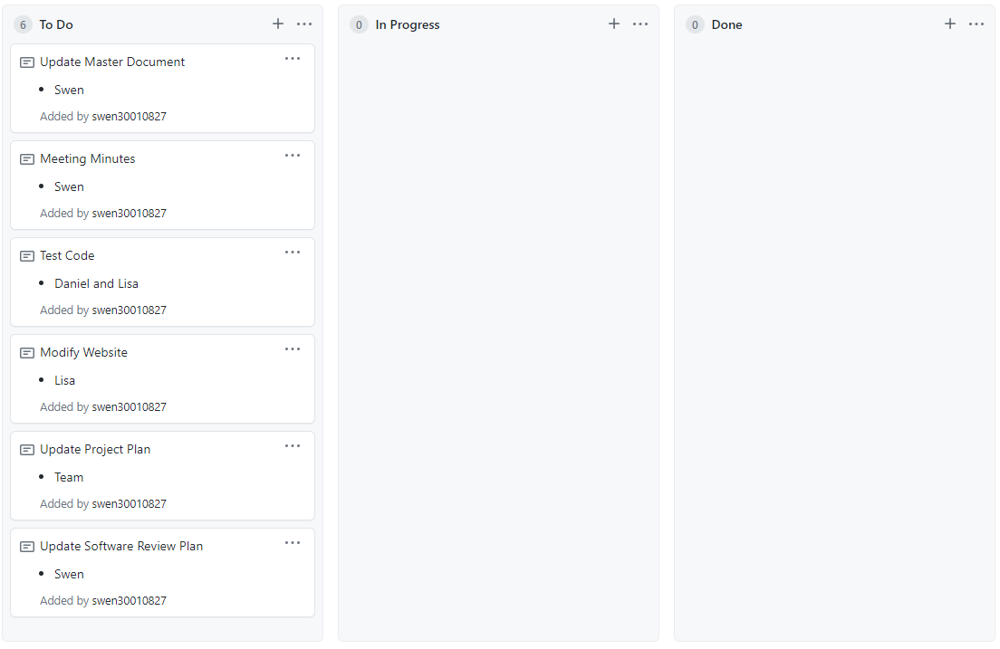 6 To Do
Update Master Document
Swen
Added by swen30010827
Meeting Minutes
Swen
Added by swen30010827
Test Code
Daniel and Lisa
Added by swen30010827
Modify Website
Lisa
Added by swen30010827
Update Project Plan
Team
Added by swen30010827
Update Software Review Plan
Swen
Added by swen30010827
0 In Progress
0 Done